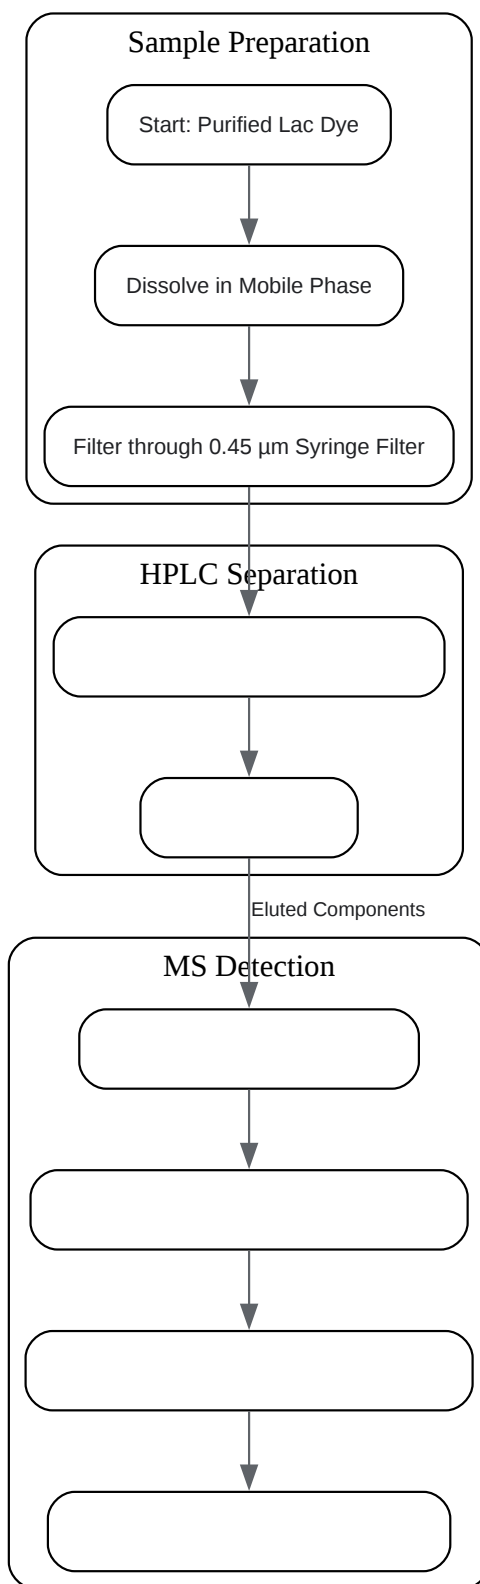 Sample Preparation
Start: Purified Lac Dye
Dissolve in Mobile Phase
Filter through 0.45 µm Syringe Filter
HPLC Separation
Eluted Components
MS Detection